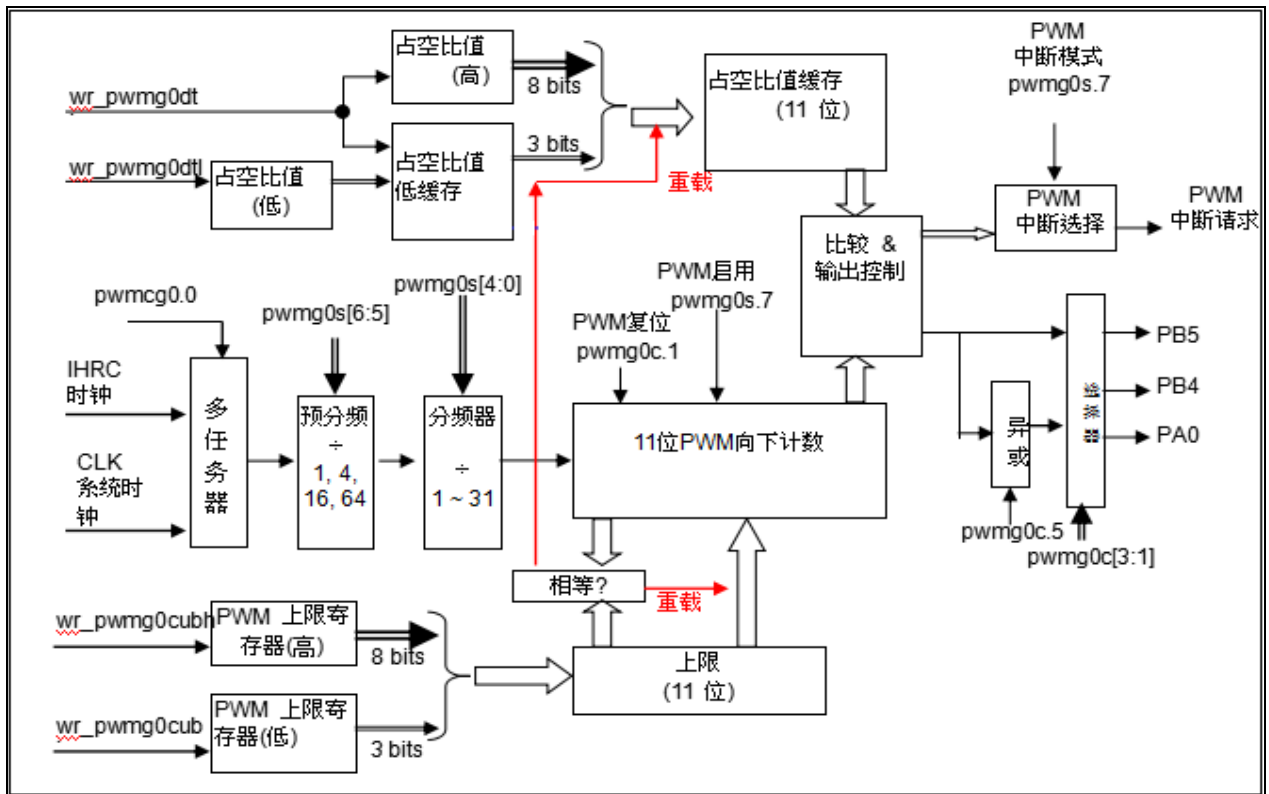 占空比值
(高)
8 bits
wr_pwmg0dt
占空比值
低缓存
3 bits
wr_pwmg0dtl
占空比值
(低)
占空比值缓存
(11 位)
重载
PWM
中断模式
pwmg0s.7
PWM
中断选择
PWM
中断请求
比较 &
输出控制
PWM启用
pwmg0s.7
PWM复位
pwmg0c.1
pwmcg0.0
pwmg0s[6:5]
pwmg0s[4:0]
IHRC
时钟
CLK
系统时
钟
多
任
务
器
预分频
÷
1, 4,
16, 64
分频器
÷
1 ~ 31
11位PWM向下计数
异
或
pwmg0c.5
pwmg0c[3:1]
PB5
PB4
PA0
相等?
重载
wr_pwmg0cubh
PWM 上限寄
存器(高)
8 bits
上限
(11 位)
wr_pwmg0cub
PWM 上限寄
存器(低)
3 bits